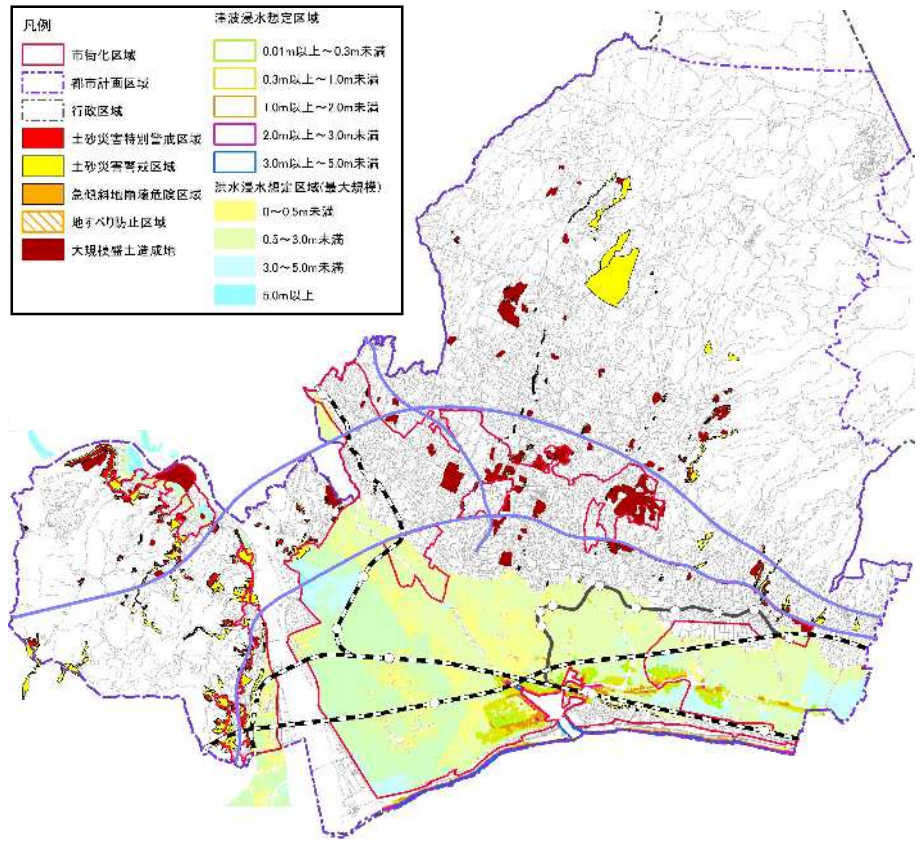 凡例
市街化区域
都市計画区域
行政区域
土砂災害特別警戒区域
土砂災害警戒区域
急傾斜地崩壊危険区域
地すべり防止区域
大規模盛土造成地
津波浸水想定区域
0.01m以上～0.3m未満
0.3m以上～1.0m未満
1.0m以上～2.0m未満
2.0m以上～3.0m未満
3.0m以上～5.0m未満
洪水浸水想定区域(最大規模)
0～0.5m未満
0.5～3.0m未満
3.0～5.0m未満
5.0m以上